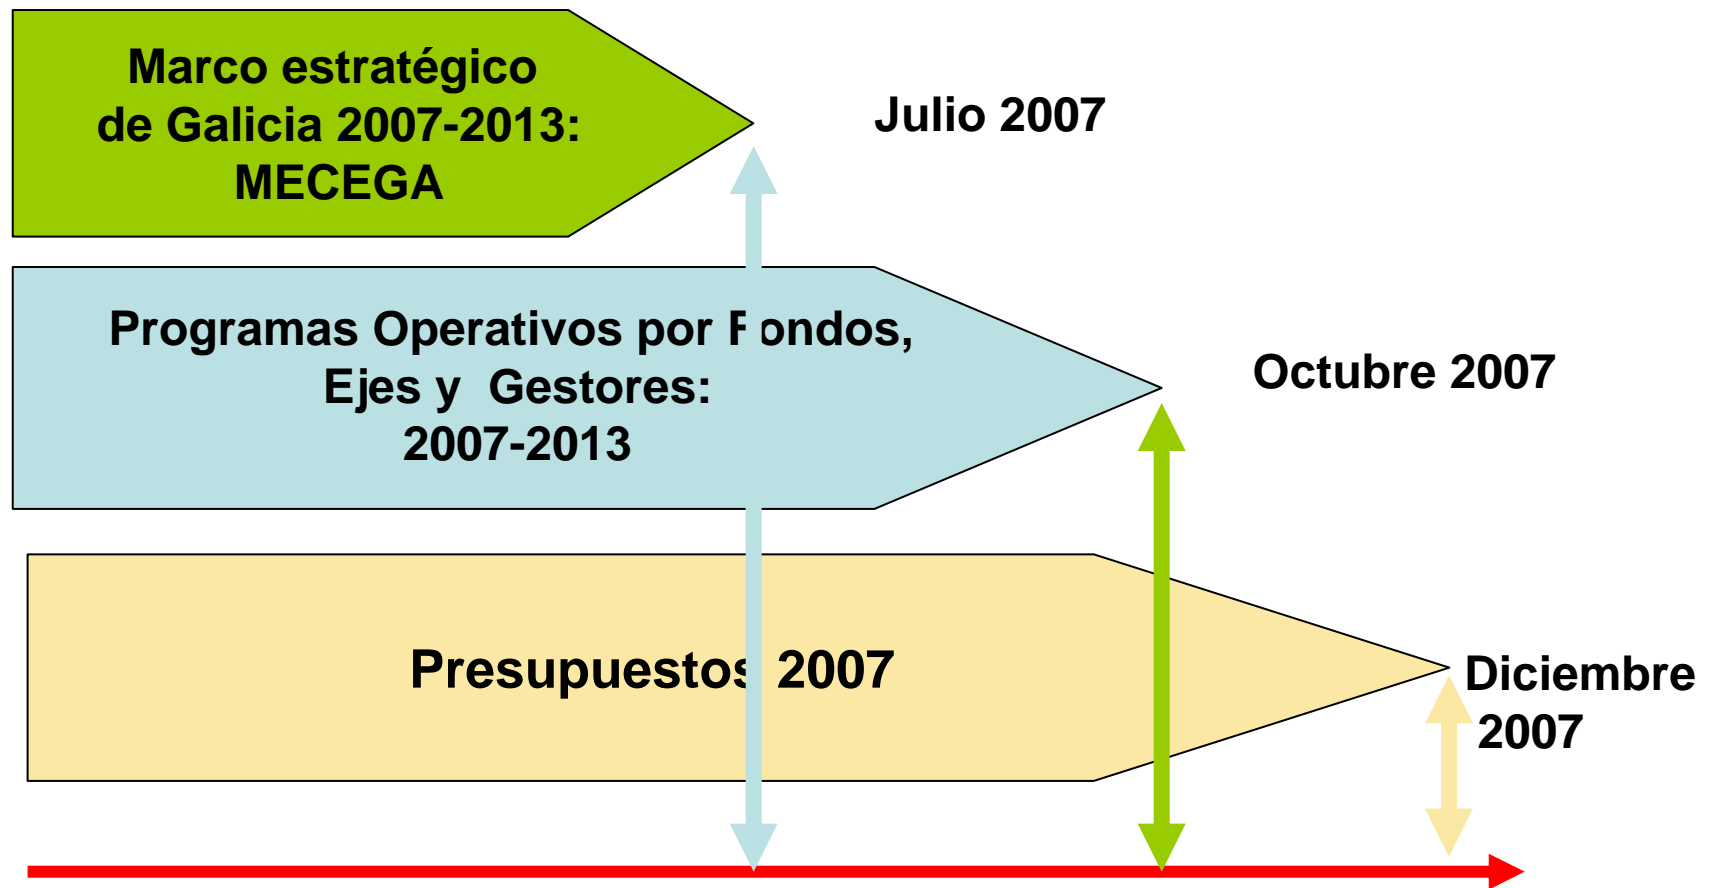 Marco estratégico
de Galicia 2007-2013:
MECEGA
Julio 2007
Programas Operativos por Fondos,
Ejes y Gestores:
2007-2013
Octubre 2007
Presupuestos 2007
Diciembre
2007